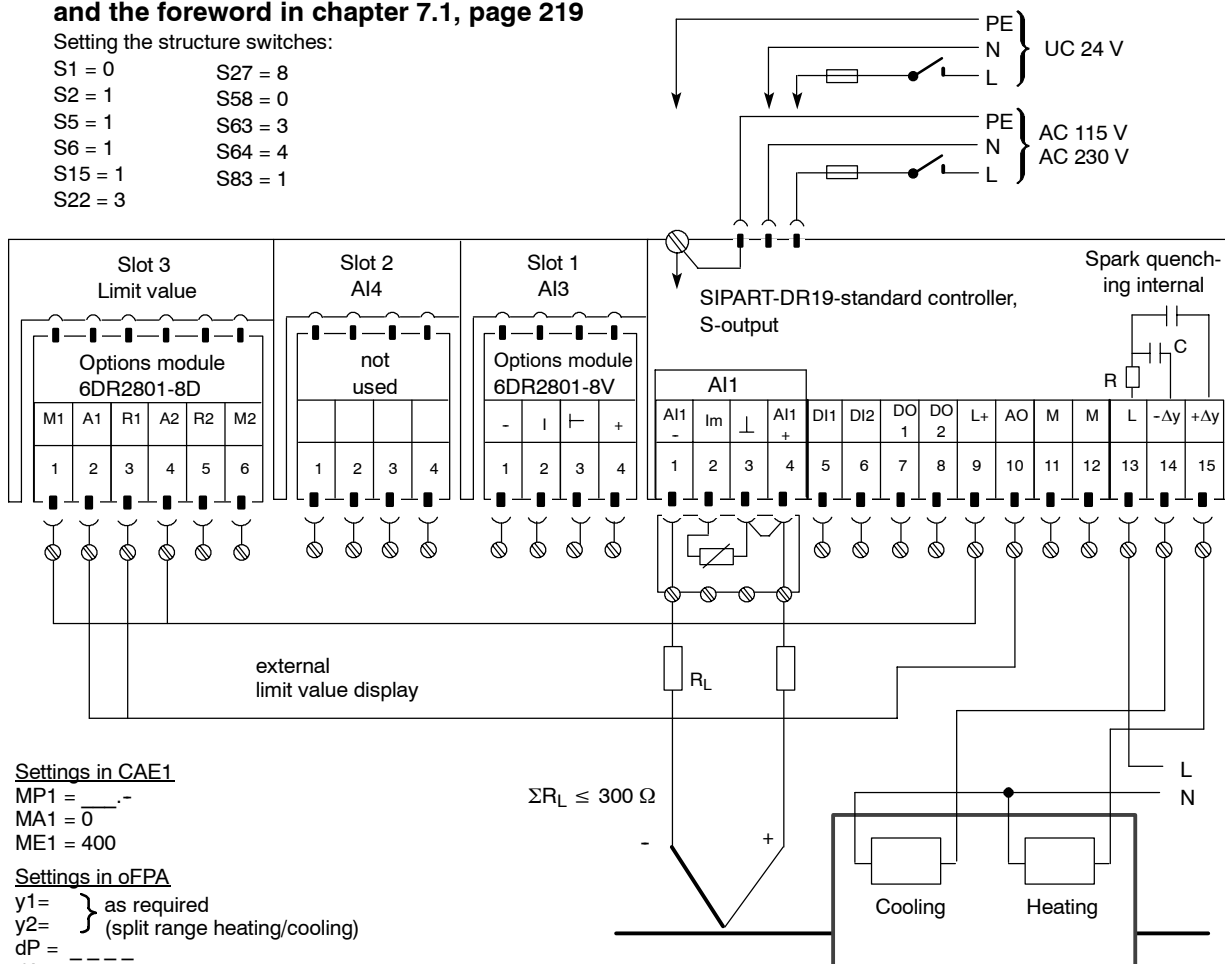 and the foreword in chapter 7.1, page 219
Setting the structure switches:
S1 = 0
S2 = 1
S5 = 1
S6 = 1
S15 = 1
S22 = 3
S27 = 8
S58 = 0
S63 = 3
S64 = 4
S83 = 1
PE
N
L
UC 24 V
PE
N
L
AC 115 V
AC 230 V
Slot 3
Limit value
Slot 2
AI4
Slot 1
AI3
SIPART-DR19-standard controller,
S-output
Spark quench-
ing internal
C
R
Options module
6DR2801-8D
not
used
Options module
6DR2801-8V
AI1
M1 A1 R1 A2 R2 M2
- I ⊢ +
AI1 - Im ⊥ AI1 + DI1 DI2 DO 1 DO 2 L+ AO M M L -Δy +Δy
1 2 3 4 5 6
1 2 3 4
1 2 3 4
1 2 3 4 5 6 7 8 9 10 11 12 13 14 15
external
limit value display
RL
ΣRL ≤ 300 Ω
-
+
L
N
Cooling
Heating
Settings in CAE1
MP1 = ___.-
MA1 = 0
ME1 = 400
Settings in oFPA
y1=
y2=
as required
(split range heating/cooling)
dP = _ _ _ _